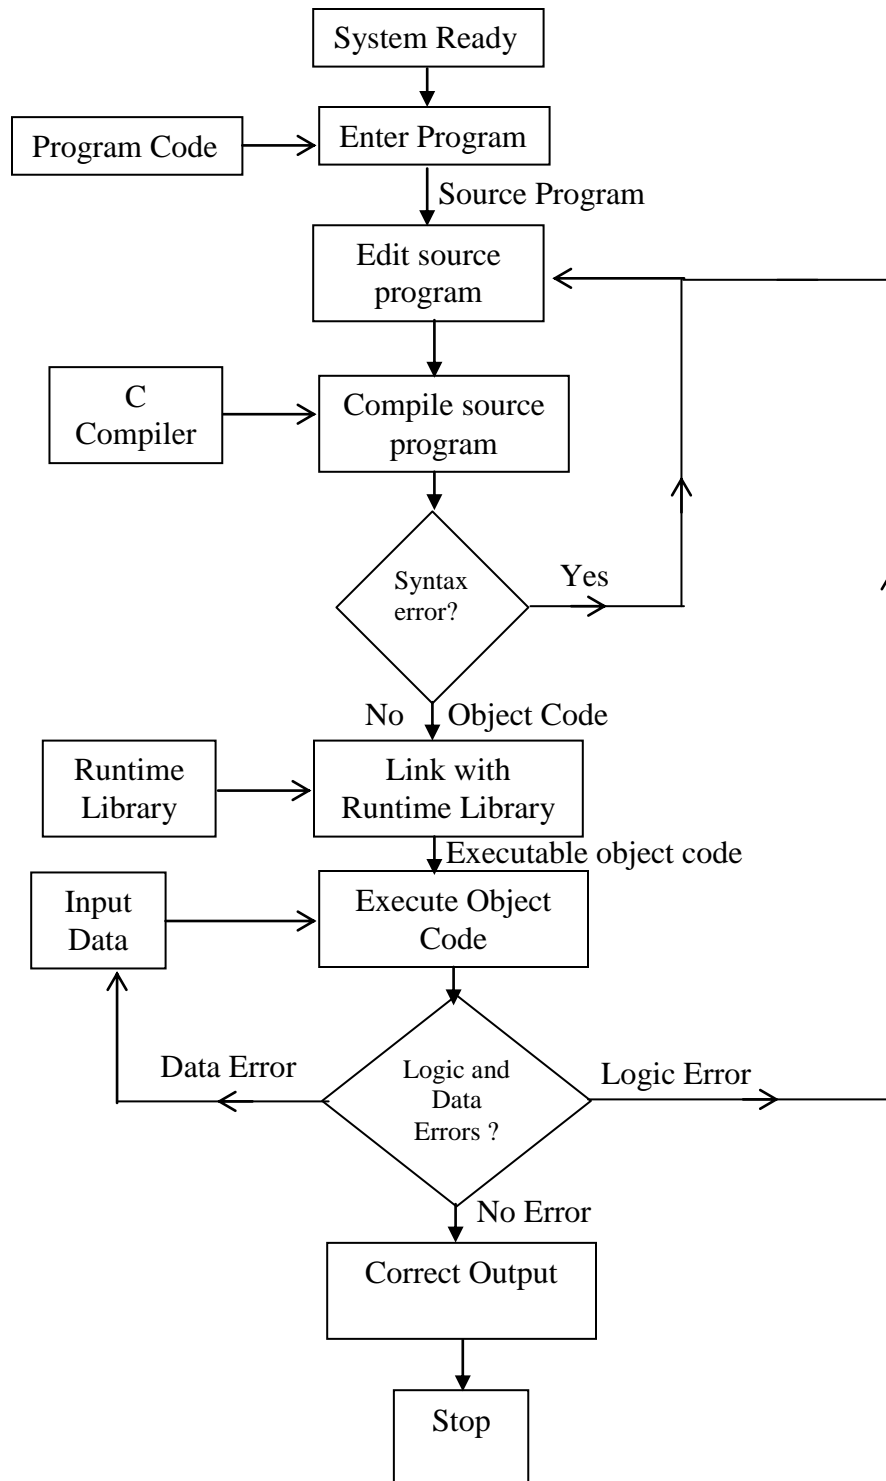 System Ready
Program Code
Enter Program
Source Program
Edit source
program
C
Compiler
Compile source
program
Syntax
error?
Yes
No
Object Code
Runtime
Library
Link with
Runtime Library
Executable object code
Input
Data
Execute Object
Code
Data Error
Logic and
Data
Errors ?
Logic Error
No Error
Correct Output
Stop